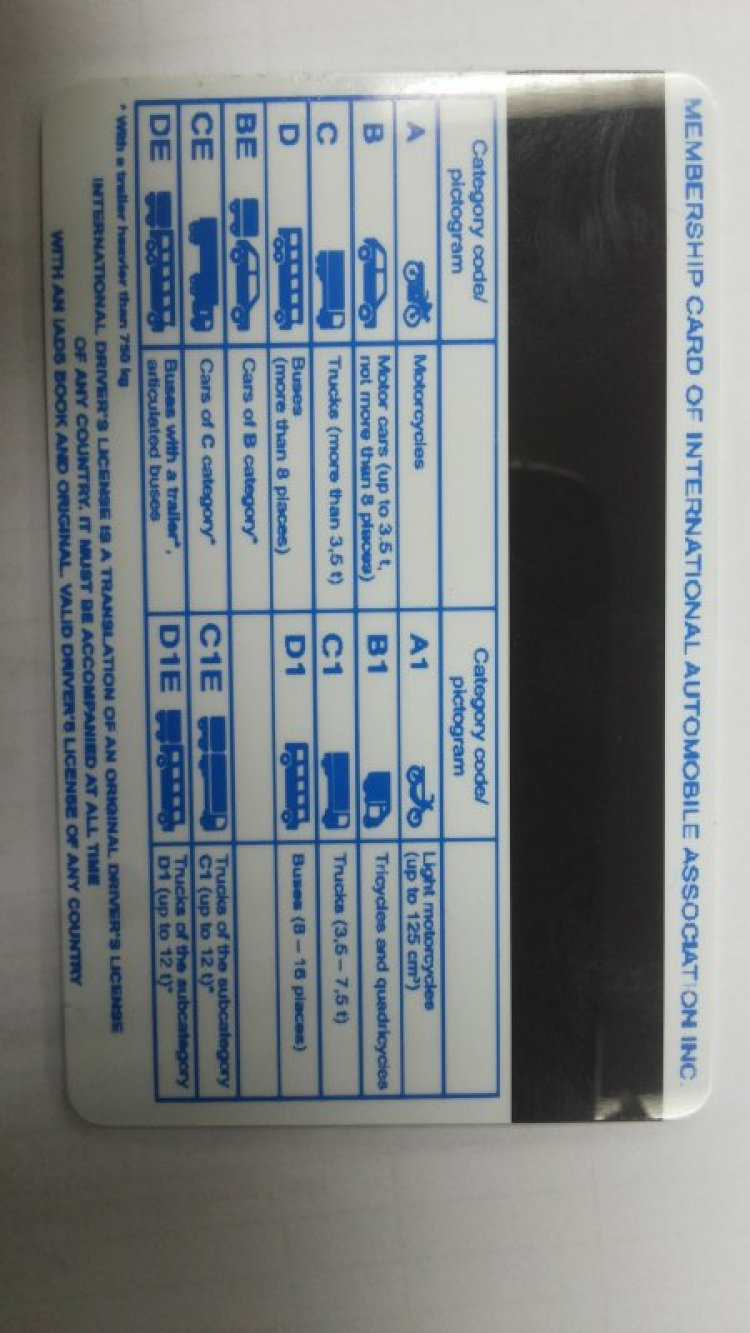 MEMBERSHIP CARD OF INTERNATIONAL AUTOMOBILE ASSOCIATION INC.
Category code/
pictogram
Category code/
pictogram
A
Motorcycles
A1
Light motorcycles
(up to 125 cm³)
B
Motor cars (up to 3.5 t,
not more than 8 places)
B1
Tricycles and quadricycles
C
Trucks (more than 3,5 t)
C1
Trucks (3,5 – 7,5 t)
D
Buses
(more than 8 places)
D1
Buses (8 – 16 places)
BE
Cars of B category*
CE
Cars of C category*
C1E
Trucks of the subcategory
C1 (up to 12 t)*
DE
Buses with a trailer*,
articulated buses
D1E
Trucks of the subcategory
D1 (up to 12 t)*
* With a trailer heavier than 750 kg
INTERNATIONAL DRIVER'S LICENSE IS A TRANSLATION OF AN ORIGINAL DRIVER'S LICENSE
OF ANY COUNTRY. IT MUST BE ACCOMPANIED AT ALL TIME
WITH AN IADS BOOK AND ORIGINAL VALID DRIVER'S LICENSE OF ANY COUNTRY